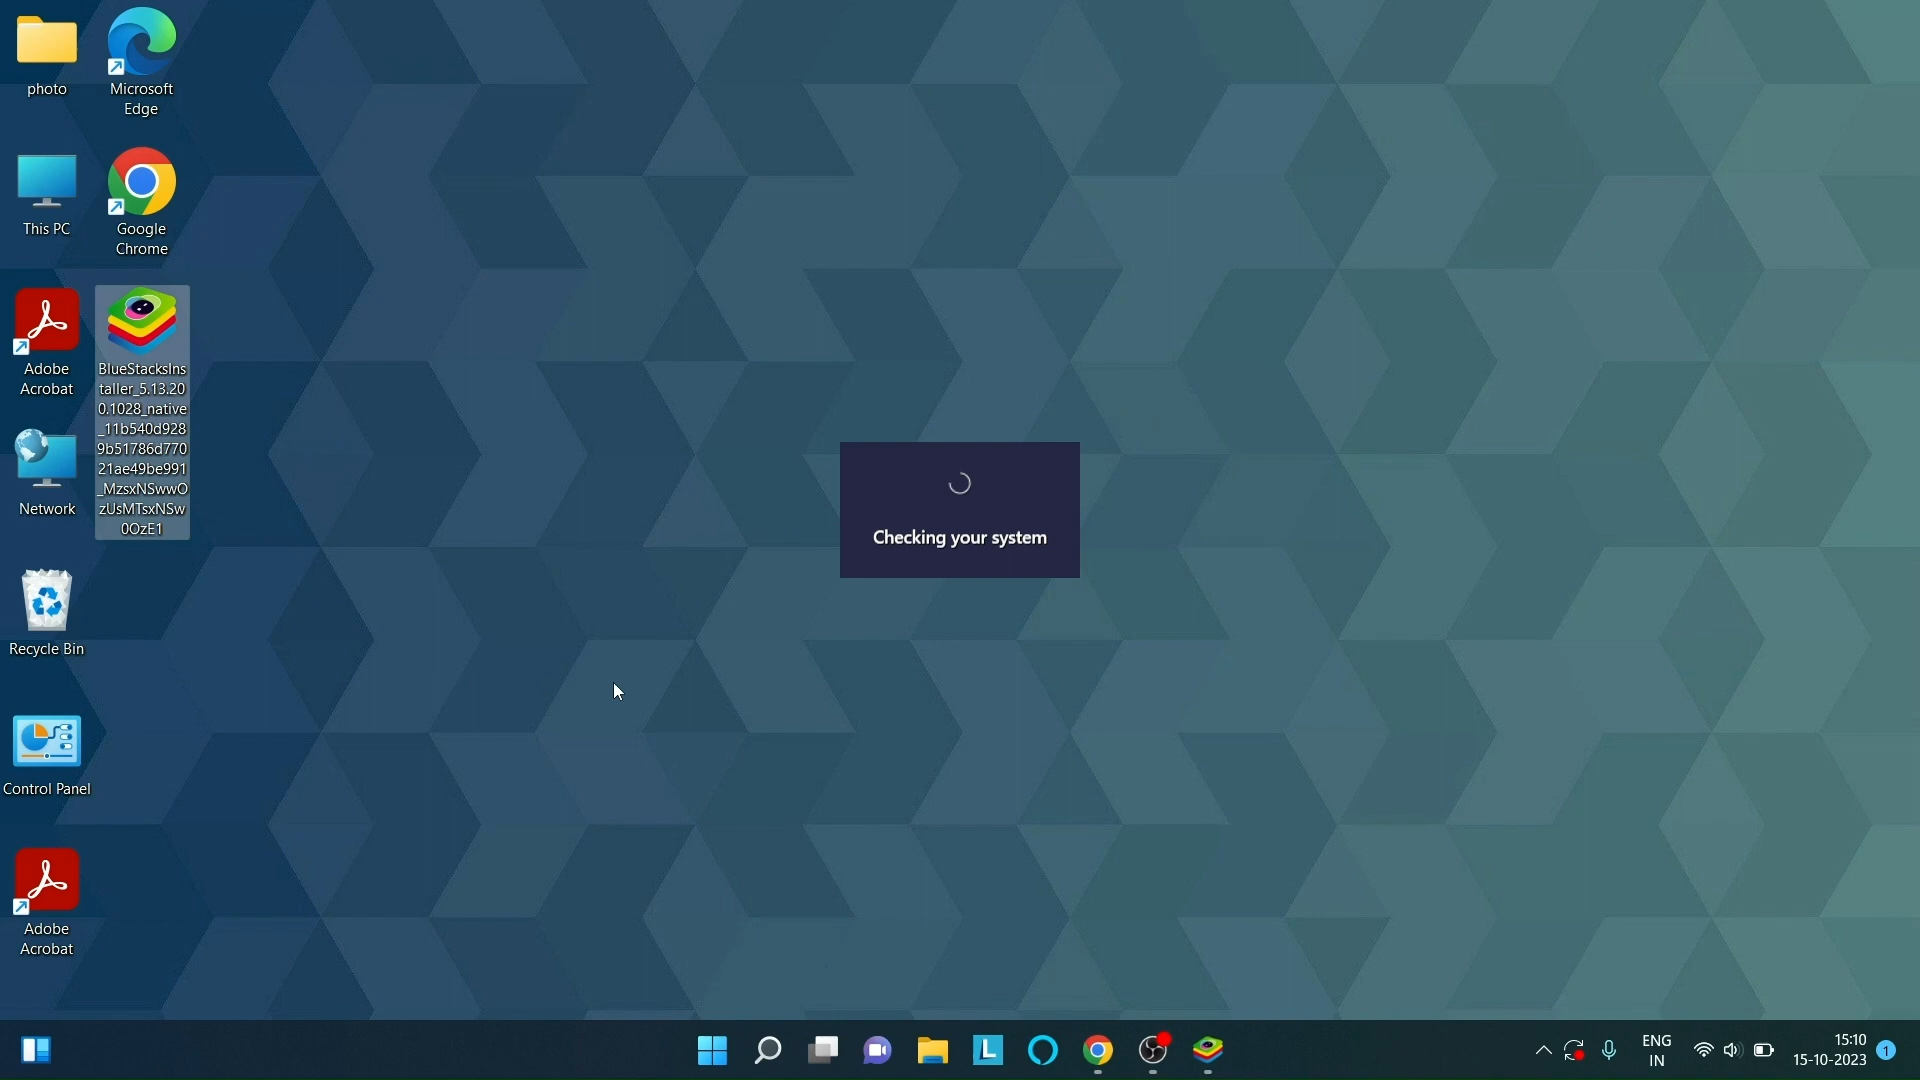 photo
Microsoft
Edge
This PC
Google
Chrome
Adobe
Acrobat
BlueStacksIns
taller_5.13.20
0.1028_native
_11b540d928
9b51786d770
21ae49be991
_MzsxNSwwO
zUsMTsxNSw
0OzE1
Network
Recycle Bin
Control Panel
Adobe
Acrobat
Checking your system
L
ENG
IN
15:10
15-10-2023
1